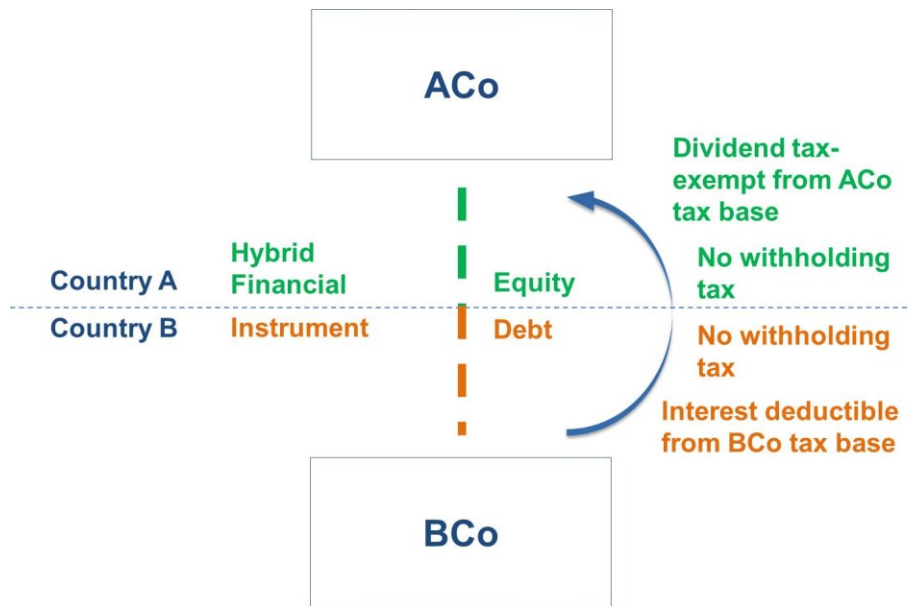 ACo
Dividend tax-
exempt from ACo
tax base
Hybrid
Financial
Country A
Equity
No withholding
tax
Country B
Instrument
Debt
No withholding
tax
Interest deductible
from BCo tax base
BCo